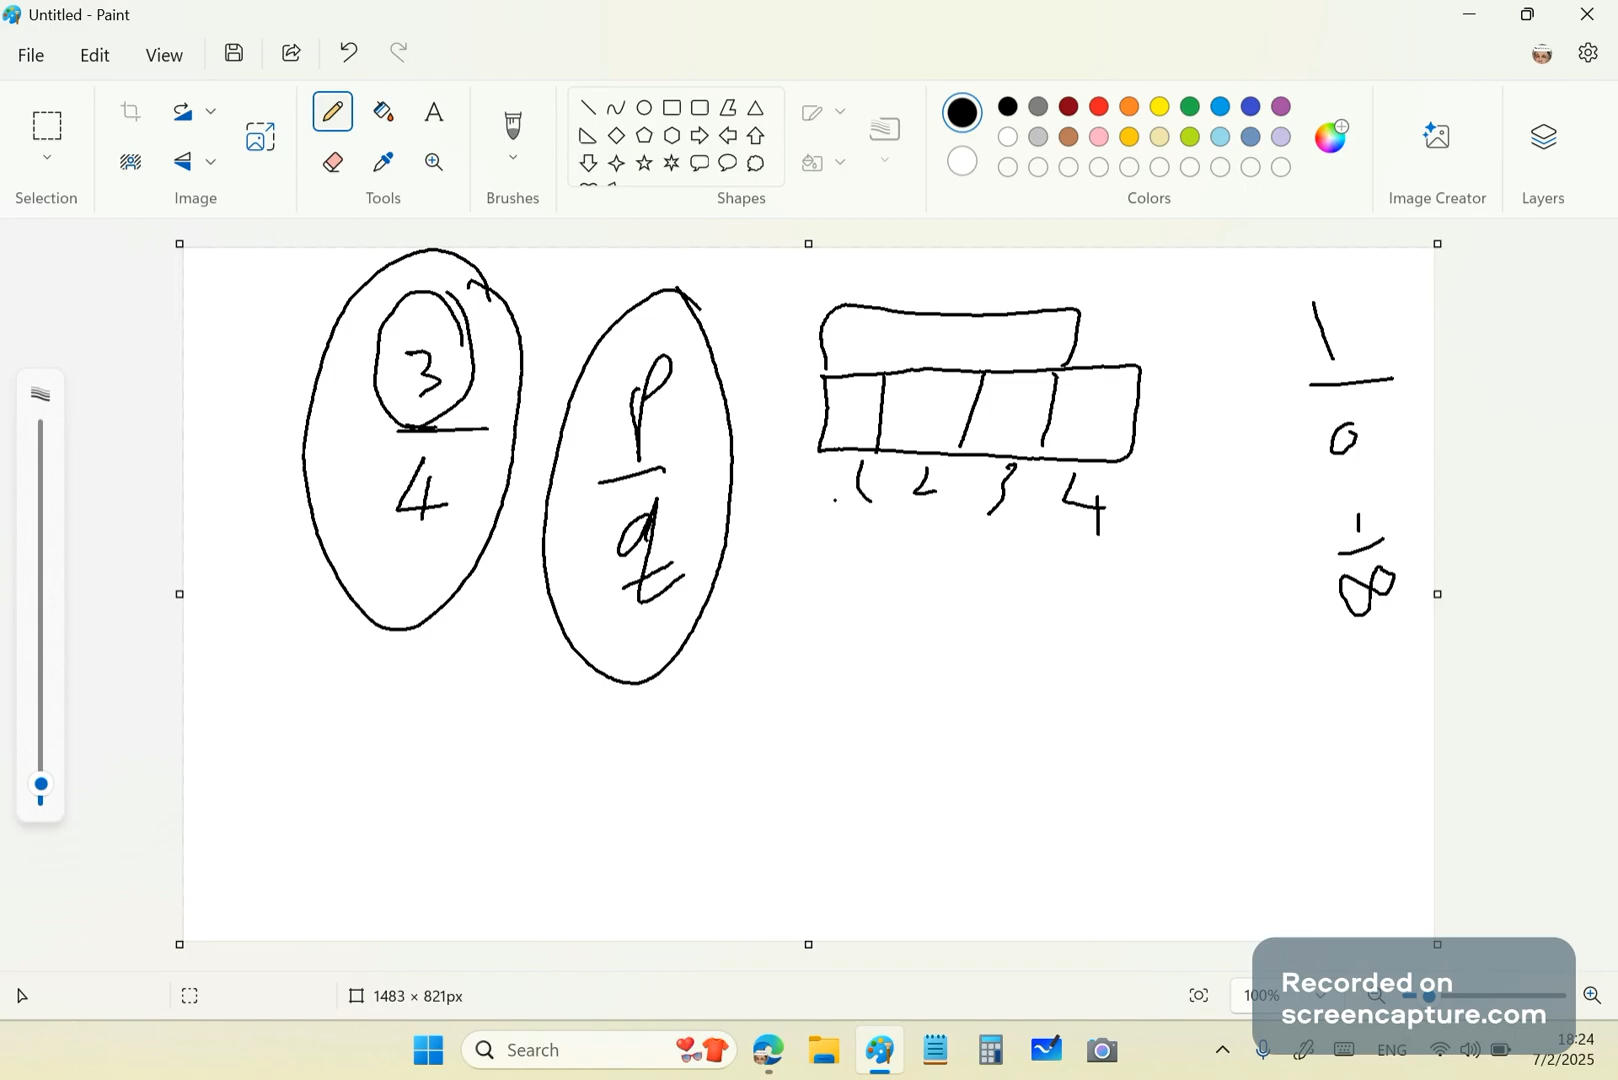 Untitled - Paint
File Edit View
Selection Image Tools Brushes Shapes Colors Image Creator Layers
3
4
p
q
1 2 3 4
1
0
1
8
1483 × 821px
100%
Recorded on
screencapture.com
Search
ENG
18:24
7/2/2025